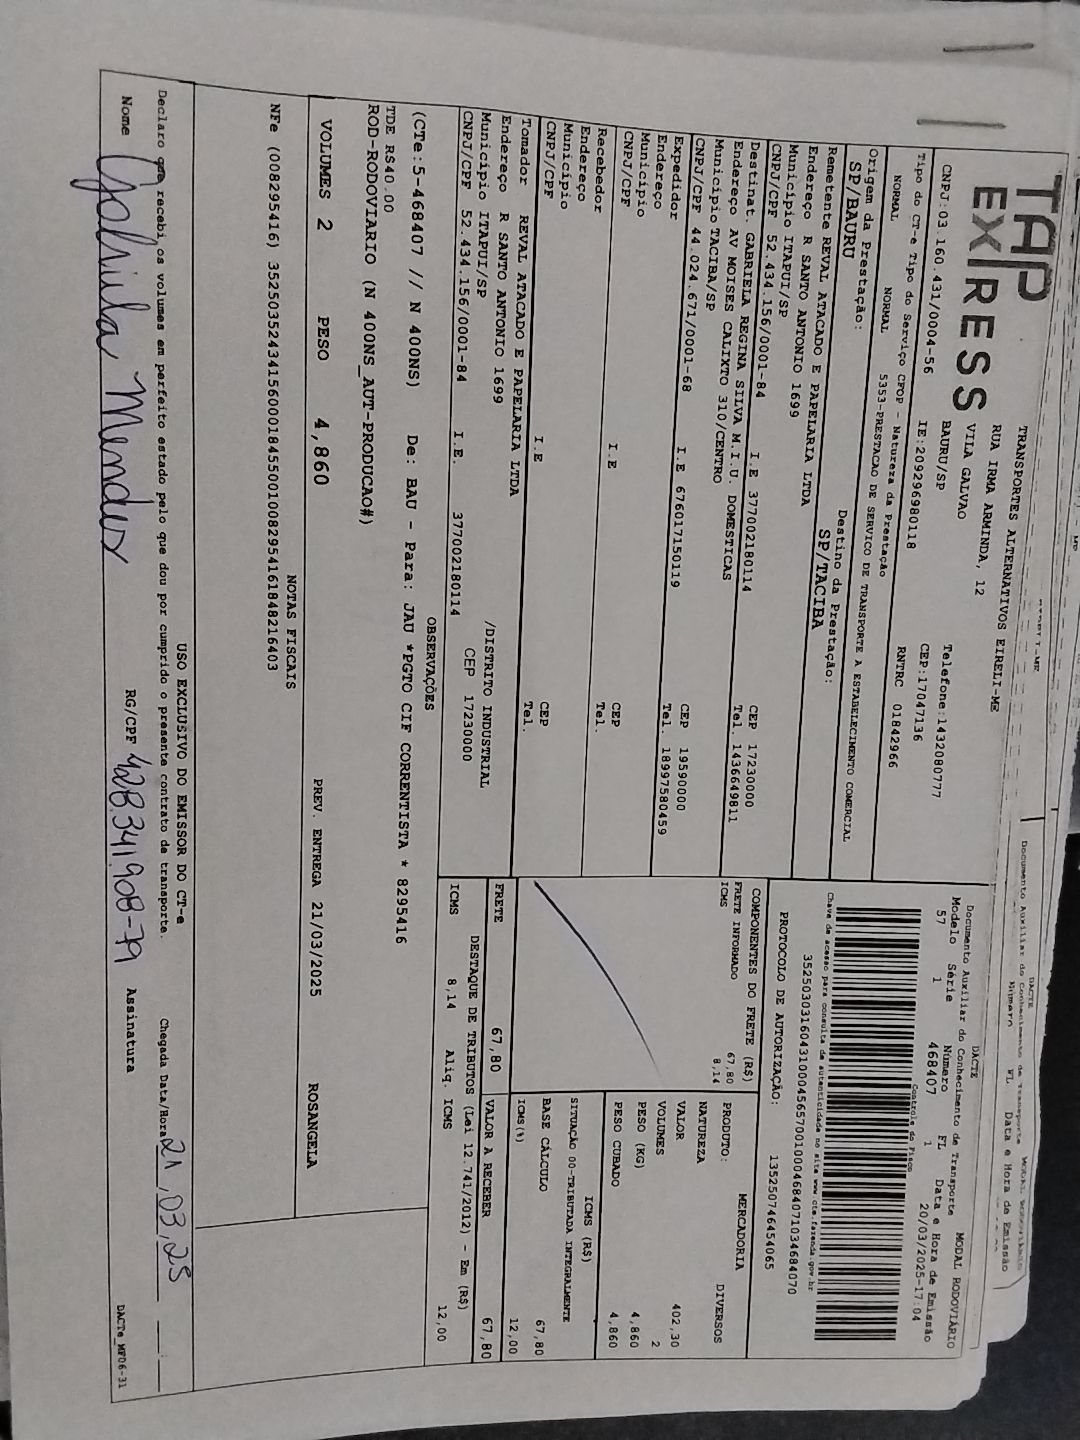 TAP
EXPRESS
TRANSPORTES ALTERNATIVOS EIRELI-ME
RUA IRMA ARMINDA, 12
VILA GALVAO
BAURU/SP
Telefone:1432080777
CNPJ:03.160.431/0004-56 IE:209296980118 CEP:17047136
Tipo do CT-e Tipo do Serviço CFOP - Natureza da Prestação RNTRC 01842966
NORMAL NORMAL 5353-PRESTACAO DE SERVICO DE TRANSPORTE A ESTABELECIMENTO COMERCIAL
Origem da Prestação: Destino da Prestação:
SP/BAURU SP/TACIBA
Remetente REVAL ATACADO E PAPELARIA LTDA
Endereço R SANTO ANTONIO 1699
Município ITAPUI/SP CEP 17230000
CNPJ/CPF 52.434.156/0001-84 I.E 377002180114 Tel. 1436649811
Destinat. GABRIELA REGINA SILVA M.I.U. DOMESTICAS
Endereço AV MOISES CALIXTO 310/CENTRO
Município TACIBA/SP CEP 19590000
CNPJ/CPF 44.024.671/0001-68 I.E 676017150119 Tel. 18997580459
Expedidor
Endereço
Município CEP
CNPJ/CPF I.E Tel.
Recebedor
Endereço
Município CEP
CNPJ/CPF I.E Tel.
Tomador REVAL ATACADO E PAPELARIA LTDA
Endereço R SANTO ANTONIO 1699 /DISTRITO INDUSTRIAL
Município ITAPUI/SP CEP 17230000
CNPJ/CPF 52.434.156/0001-84 I.E. 377002180114
DACTE
Documento Auxiliar do Conhecimento de Transporte
MODAL RODOVIÁRIO
Modelo Série Número FL Data e Hora de Emissão
57 1 468407 1 20/03/2025-17:04
Controle do Fisco
Chave de acesso para consulta de autenticidade no site www.cte.fazenda.gov.br
35250303160431000456570010004684071034684070
PROTOCOLO DE AUTORIZAÇÃO: 135250746454065
COMPONENTES DO FRETE (R$)
FRETE INFORMADO 67,80
ICMS 8,14
PRODUTO: MERCADORIA
NATUREZA DIVERSOS
VALOR 402,30
VOLUMES 2
PESO (KG) 4,860
PESO CUBADO 4,860
ICMS (R$)
SITUAÇÃO 00-TRIBUTADA INTEGRALMENTE
BASE CÁLCULO 67,80
ICMS(%) 12,00
FRETE 67,80 VALOR A RECEBER 67,80
DESTAQUE DE TRIBUTOS (Lei 12.741/2012) - Em (R$)
ICMS 8,14 Aliq. ICMS 12,00
OBSERVAÇÕES
(CTe:5-468407 // N 400NS) De: BAU - Para: JAU *PGTO CIF CORRENTISTA * 8295416
TDE R$40.00
ROD-RODOVIARIO (N 400NS_AUT-PRODUCAO#)
VOLUMES 2 PESO 4,860 PREV. ENTREGA 21/03/2025 ROSANGELA
NOTAS FISCAIS
NFe (008295416) 35250352434156000184550010082954161848216403
USO EXCLUSIVO DO EMISSOR DO CT-e
Declaro que recebi os volumes em perfeito estado pelo que dou por cumprido o presente contrato de transporte. Chegada Data/Hora 21,03,25 :
Nome Mendes RG/CPF 428.341.908-79 Assinatura
DACTe_MF06-31